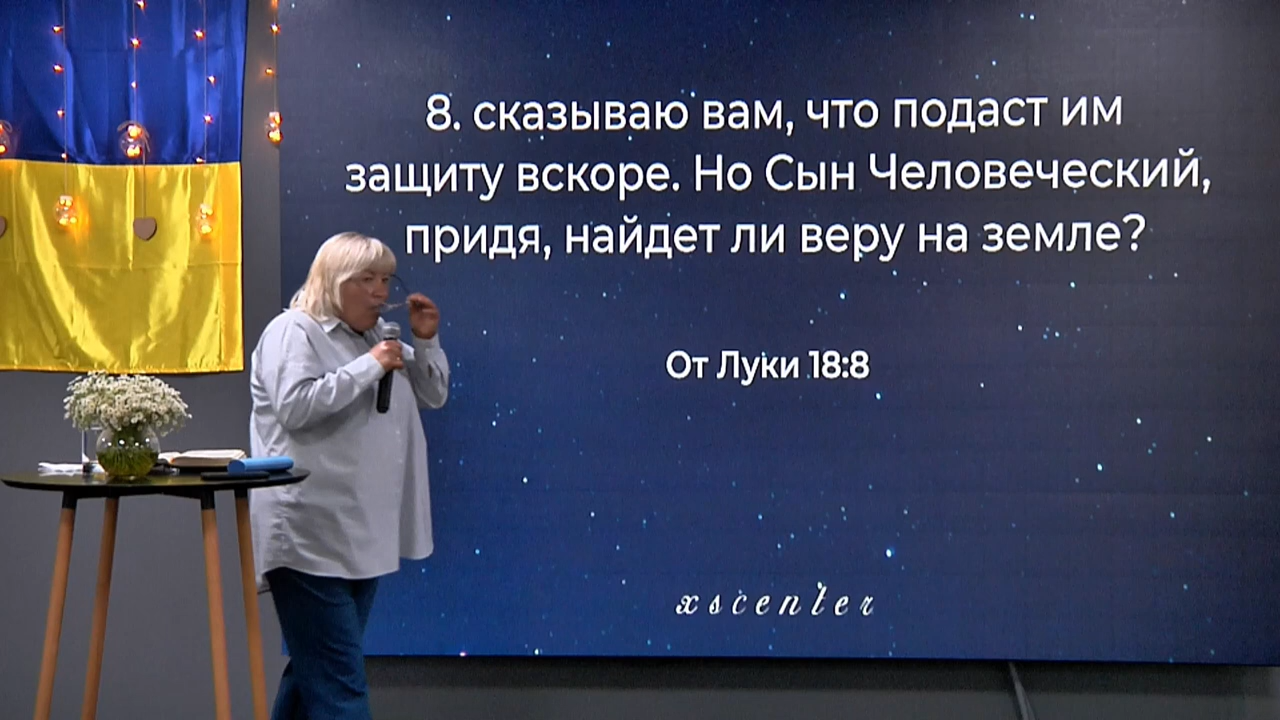 8. сказываю вам, что подаст им
защиту вскоре. Но Сын Человеческий,
придя, найдет ли веру на земле?
От Луки 18:8
xscenter